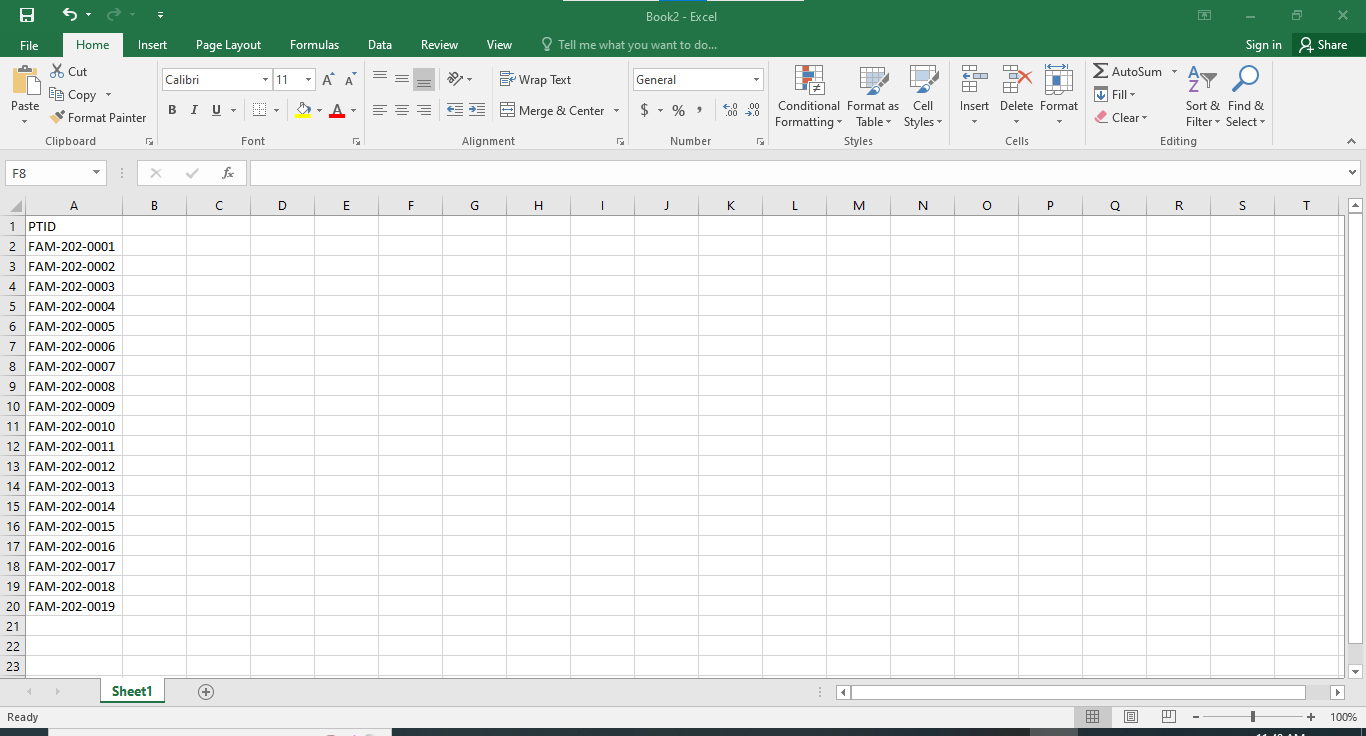 Book2 - Excel
File Home Insert Page Layout Formulas Data Review View Tell me what you want to do... Sign in Share
Paste
Cut
Copy
Format Painter
Clipboard
Calibri 11
B I U
A A
A
Font
Wrap Text
Merge & Center
Alignment
General
$ % ,
Number
Conditional Formatting
Format as Table
Cell Styles
Styles
Insert Delete Format
Cells
AutoSum
Fill
Clear
Sort & Filter
Find & Select
Editing
F8 fx
A B C D E F G H I J K L M N O P Q R S T
1 PTID
2 FAM-202-0001
3 FAM-202-0002
4 FAM-202-0003
5 FAM-202-0004
6 FAM-202-0005
7 FAM-202-0006
8 FAM-202-0007
9 FAM-202-0008
10 FAM-202-0009
11 FAM-202-0010
12 FAM-202-0011
13 FAM-202-0012
14 FAM-202-0013
15 FAM-202-0014
16 FAM-202-0015
17 FAM-202-0016
18 FAM-202-0017
19 FAM-202-0018
20 FAM-202-0019
21
22
23
Sheet1
Ready 100%